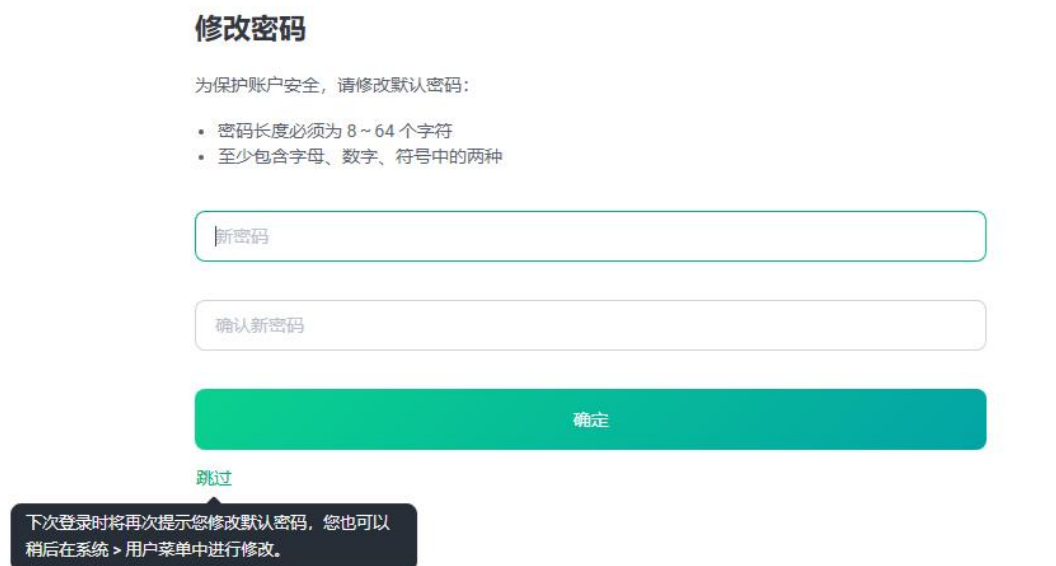 修改密码
为保护账户安全，请修改默认密码：
• 密码长度必须为 8 ~ 64 个字符
• 至少包含字母、数字、符号中的两种
新密码
确认新密码
确定
跳过
下次登录时将再次提示您修改默认密码，您也可以
稍后在系统 > 用户菜单中进行修改。